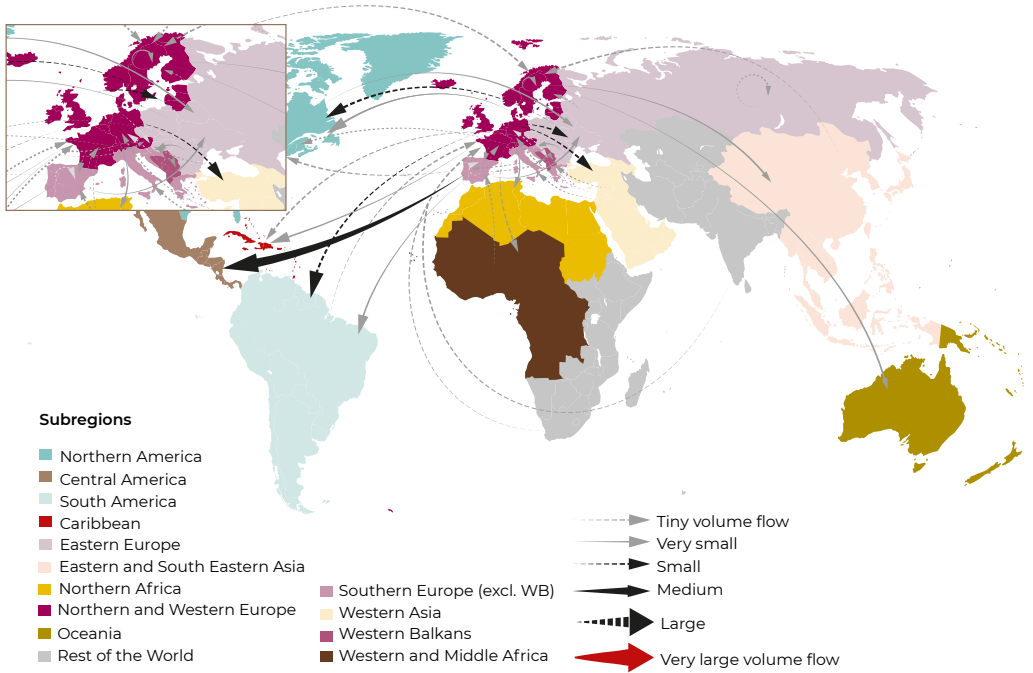 Subregions
Northern America
Central America
South America
Caribbean
Eastern Europe
Eastern and South Eastern Asia
Northern Africa
Northern and Western Europe
Oceania
Rest of the World
Southern Europe (excl. WB)
Western Asia
Western Balkans
Western and Middle Africa
Tiny volume flow
Very small
Small
Medium
Large
Very large volume flow